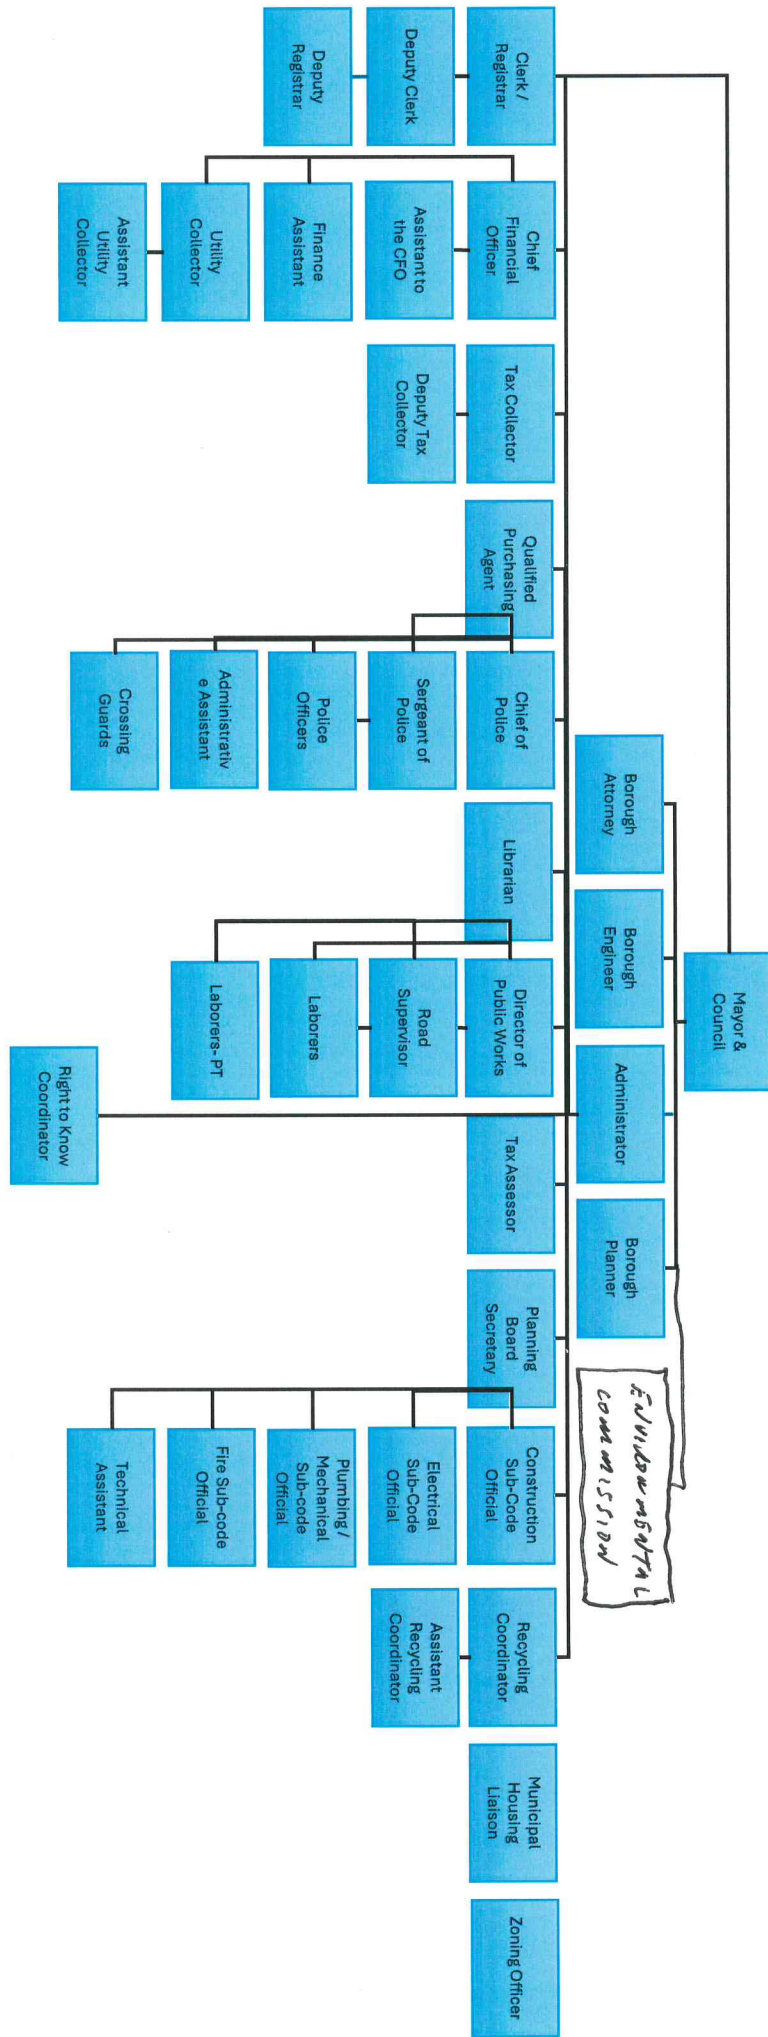 Mayor &
Council
Borough
Attorney
Borough
Engineer
Administrator
Borough
Planner
ENVIRONMENTAL
COMMISSION
Clerk /
Registrar
Deputy Clerk
Deputy
Registrar
Chief
Financial
Officer
Assistant to
the CFO
Finance
Assistant
Utility
Collector
Assistant
Utility
Collector
Tax Collector
Deputy Tax
Collector
Qualified
Purchasing
Agent
Chief of
Police
Sergeant of
Police
Police
Officers
Administrativ
e Assistant
Crossing
Guards
Librarian
Director of
Public Works
Road
Supervisor
Laborers
Laborers- PT
Right to Know
Coordinator
Tax Assessor
Planning
Board
Secretary
Construction
Sub-Code
Official
Electrical
Sub-Code
Official
Plumbing /
Mechanical
Sub-code
Official
Fire Sub-code
Official
Technical
Assistant
Recycling
Coordinator
Assistant
Recycling
Coordinator
Municipal
Housing
Liaison
Zoning Officer